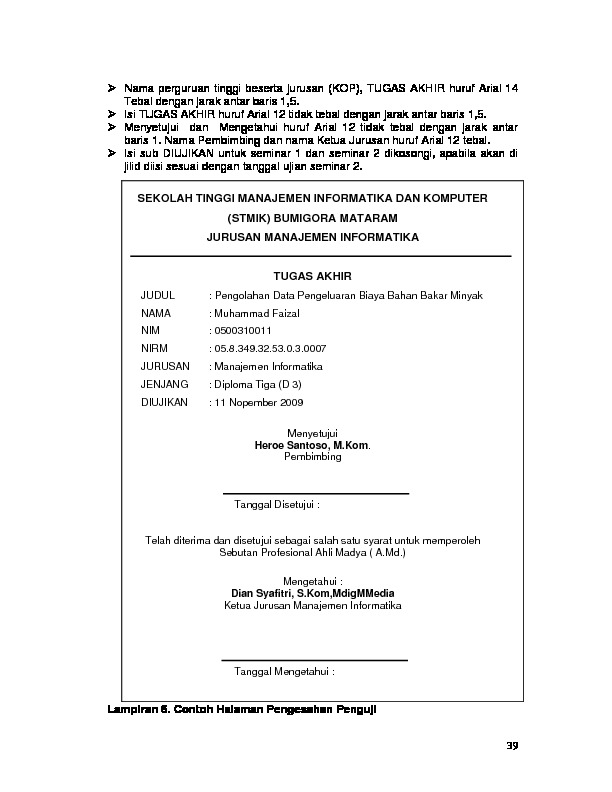 ➢ Nama perguruan tinggi beserta jurusan (KOP), TUGAS AKHIR huruf Arial 14
Tebal dengan jarak antar baris 1,5.
➢ Isi TUGAS AKHIR huruf Arial 12 tidak tebal dengan jarak antar baris 1,5.
➢ Menyetujui dan Mengetahui huruf Arial 12 tidak tebal dengan jarak antar
baris 1. Nama Pembimbing dan nama Ketua Jurusan huruf Arial 12 tebal.
➢ Isi sub DIUJIKAN untuk seminar 1 dan seminar 2 dikosongi, apabila akan di
jilid diisi sesuai dengan tanggal ujian seminar 2.
SEKOLAH TINGGI MANAJEMEN INFORMATIKA DAN KOMPUTER
(STMIK) BUMIGORA MATARAM
JURUSAN MANAJEMEN INFORMATIKA
TUGAS AKHIR
JUDUL : Pengolahan Data Pengeluaran Biaya Bahan Bakar Minyak
NAMA : Muhammad Faizal
NIM : 0500310011
NIRM : 05.8.349.32.53.0.3.0007
JURUSAN : Manajemen Informatika
JENJANG : Diploma Tiga (D 3)
DIUJIKAN : 11 Nopember 2009
Menyetujui
Heroe Santoso, M.Kom.
Pembimbing
Tanggal Disetujui :
Telah diterima dan disetujui sebagai salah satu syarat untuk memperoleh
Sebutan Profesional Ahli Madya ( A.Md.)
Mengetahui :
Dian Syafitri, S.Kom,MdigMMedia
Ketua Jurusan Manajemen Informatika
Tanggal Mengetahui :
Lampiran 6. Contoh Halaman Pengesahan Penguji
39